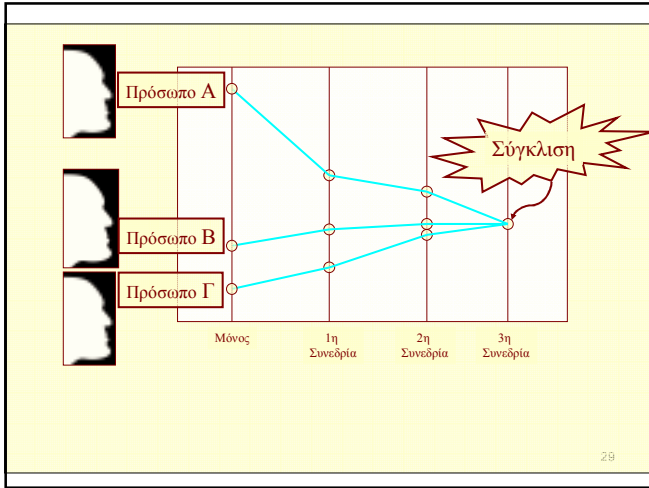 Πρόσωπο Α
Σύγκλιση
Πρόσωπο Β
Πρόσωπο Γ
Μόνος
1η
Συνεδρία
2η
Συνεδρία
3η
Συνεδρία
29